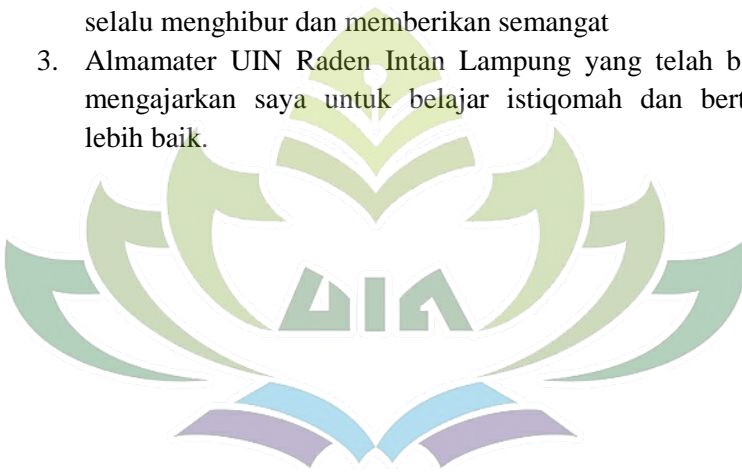 selalu menghibur dan memberikan semangat
3. Almamater UIN Raden Intan Lampung yang telah
mengajarkan saya untuk belajar istiqomah dan
lebih baik.
UIN